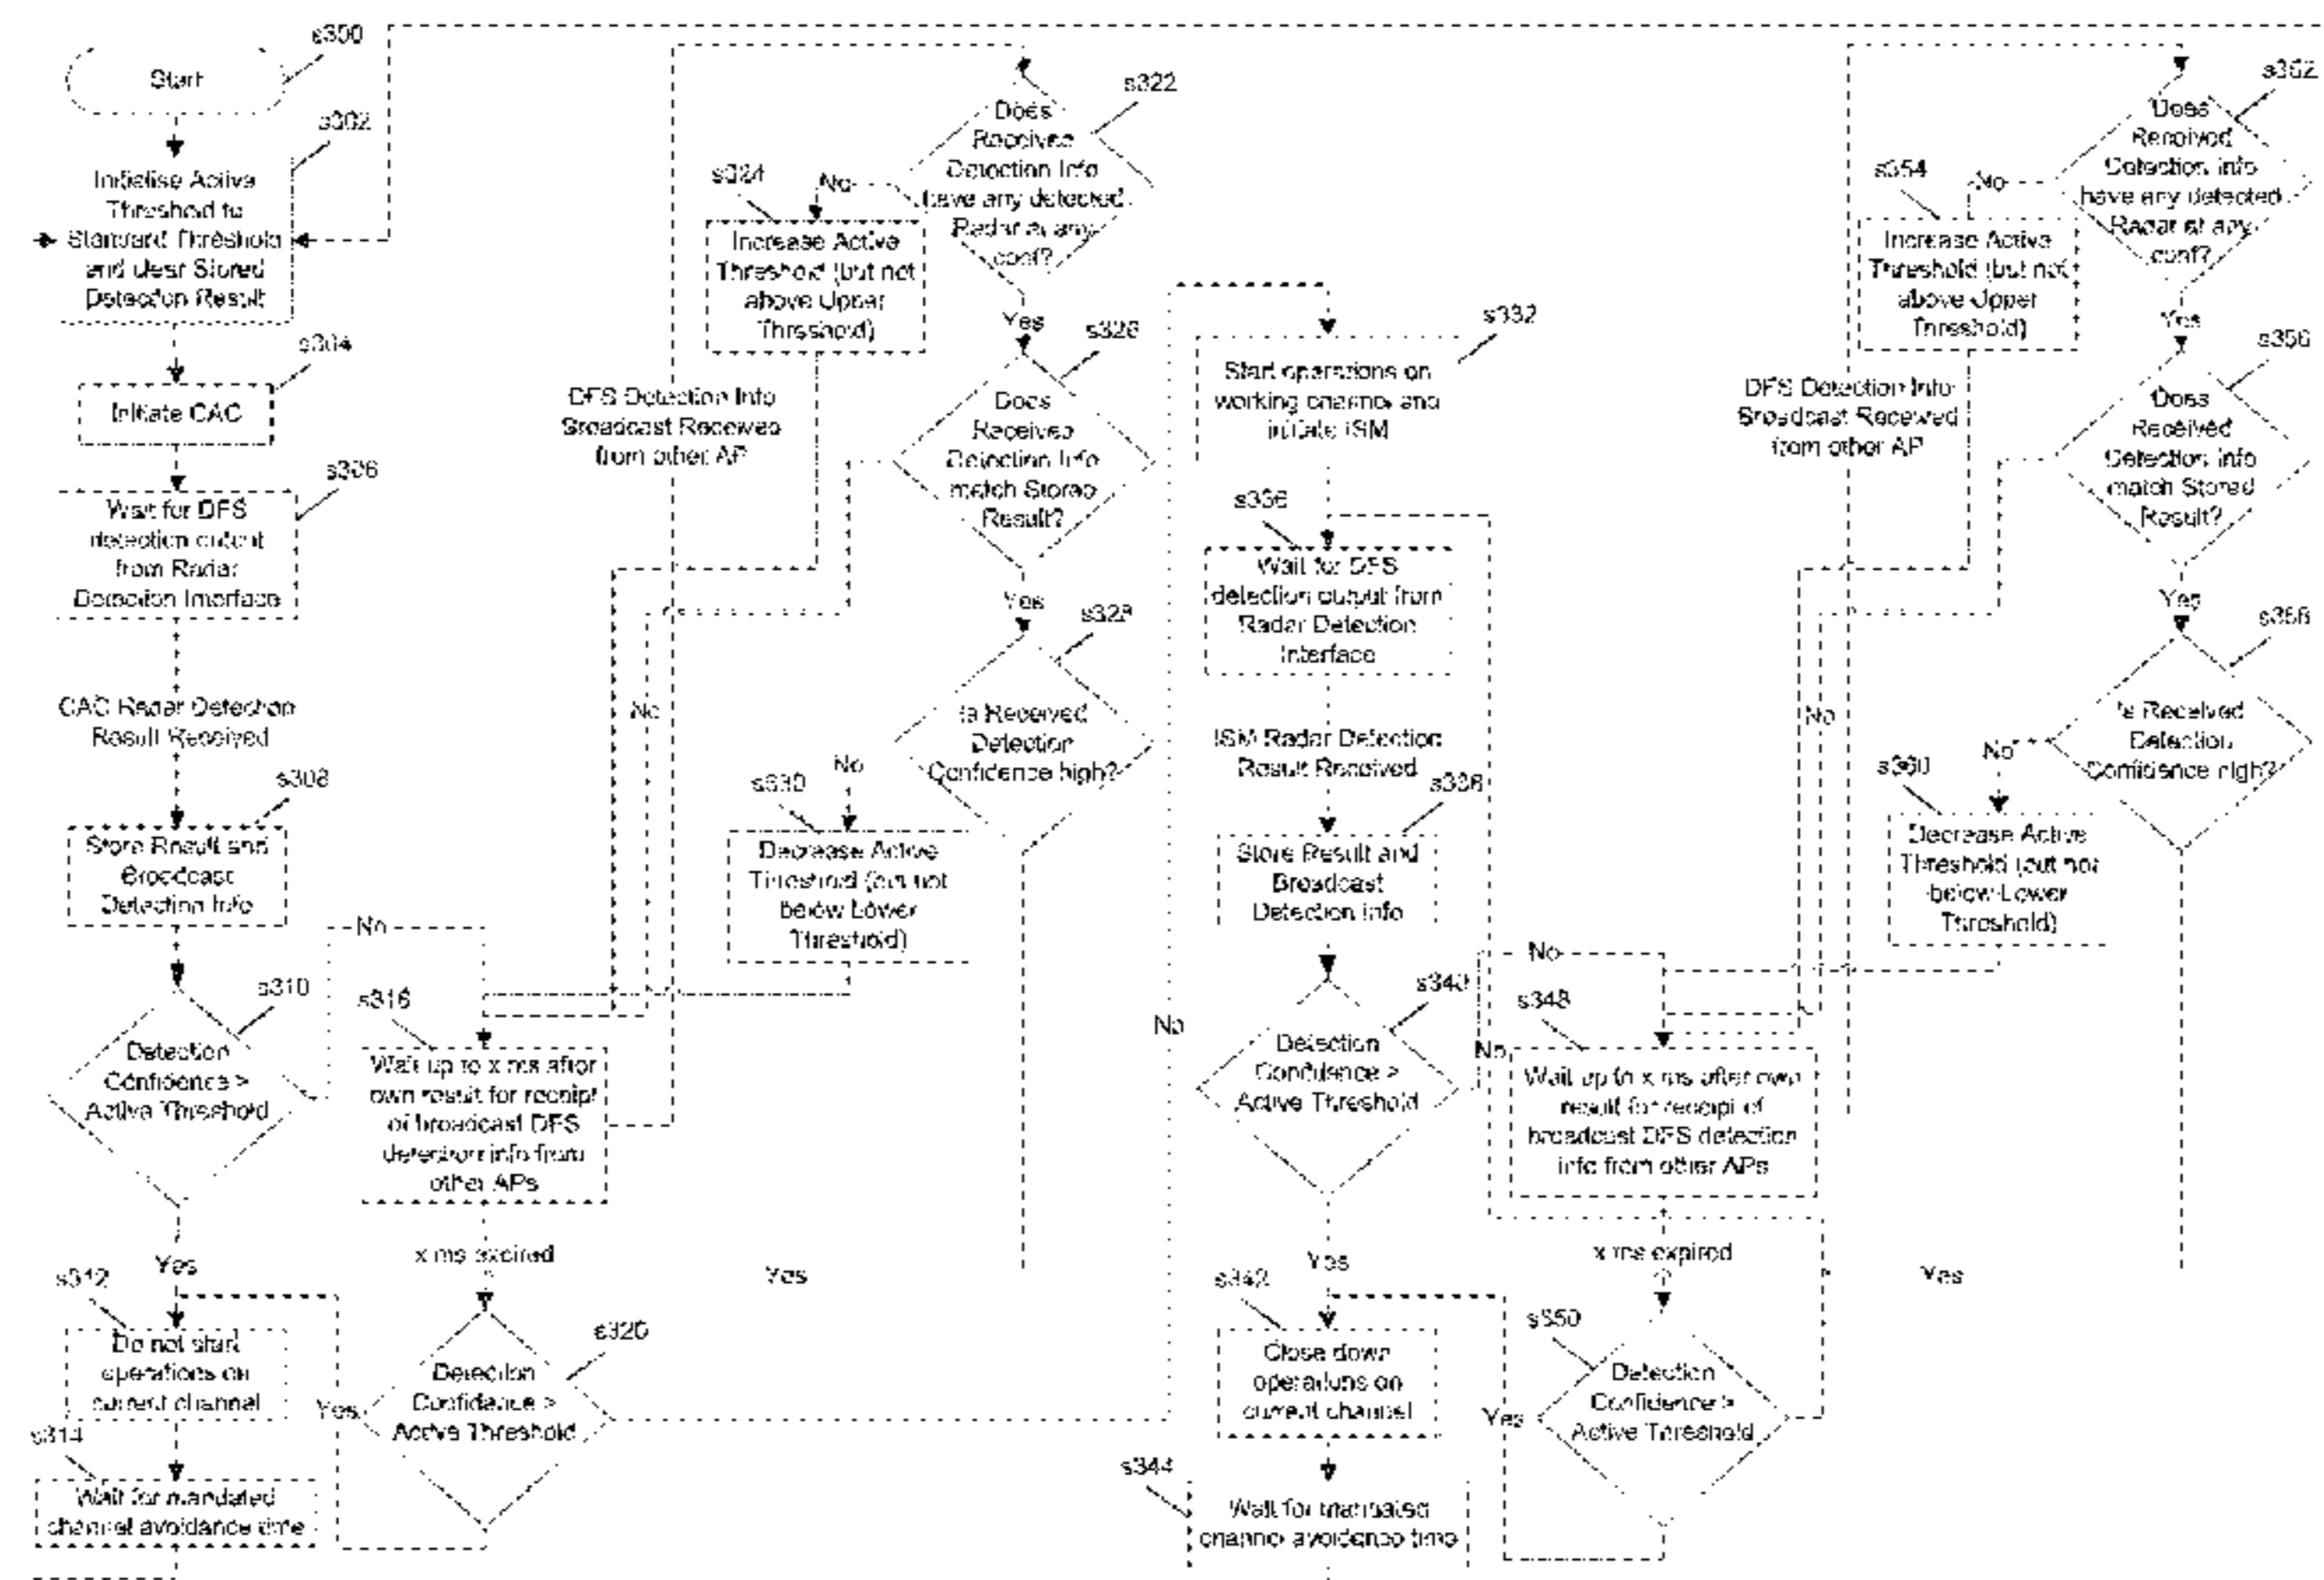 Start
s300
s302
Initialise Active
Threshold to
Standard Threshold
and clear Stored
Detection Result
s304
Initiate CAC
s306
Wait for DFS
detection output
from Radar
Detection Interface
CAC Radar Detection
Result Received
s308
Store Result and
Broadcast
Detection Info
s310
Detection
Confidence >
Active Threshold
No
Yes
s312
Do not start
operations on
current channel
s314
Wait for mandated
channel avoidance time
s316
Wait up to x ms after
own result for receipt
of broadcast DFS
detection info from
other APs
x ms expired
s320
Detection
Confidence >
Active Threshold
Yes
No
DFS Detection Info
Broadcast Received
from other AP
s322
Does
Received
Detection Info
have any detected
Radar at any
conf?
No
s324
Increase Active
Threshold (but not
above Upper
Threshold)
Yes
s326
Does
Received
Detection Info
match Stored
Result?
No
Yes
s328
Is Received
Detection
Confidence high?
No
s330
Decrease Active
Threshold (but not
below Lower
Threshold)
Yes
s332
Start operations on
working channel and
initiate ISM
s336
Wait for DFS
detection output from
Radar Detection
Interface
ISM Radar Detection
Result Received
s338
Store Result and
Broadcast
Detection info
s340
Detection
Confidence >
Active Threshold
No
Yes
s342
Close down
operations on
current channel
s344
Wait for mandated
channel avoidance time
s348
Wait up to x ms after own
result for receipt of
broadcast DFS detection
info from other APs
x ms expired
s350
Detection
Confidence >
Active Threshold
Yes
No
DFS Detection Info
Broadcast Received
from other AP
s352
Does
Received
Detection info
have any detected
Radar at any
conf?
No
s354
Increase Active
Threshold (but not
above Upper
Threshold)
Yes
s356
Does
Received
Detection info
match Stored
Result?
No
Yes
s358
Is Received
Detection
Confidence high?
No
s360
Decrease Active
Threshold (but not
below Lower
Threshold)
Yes